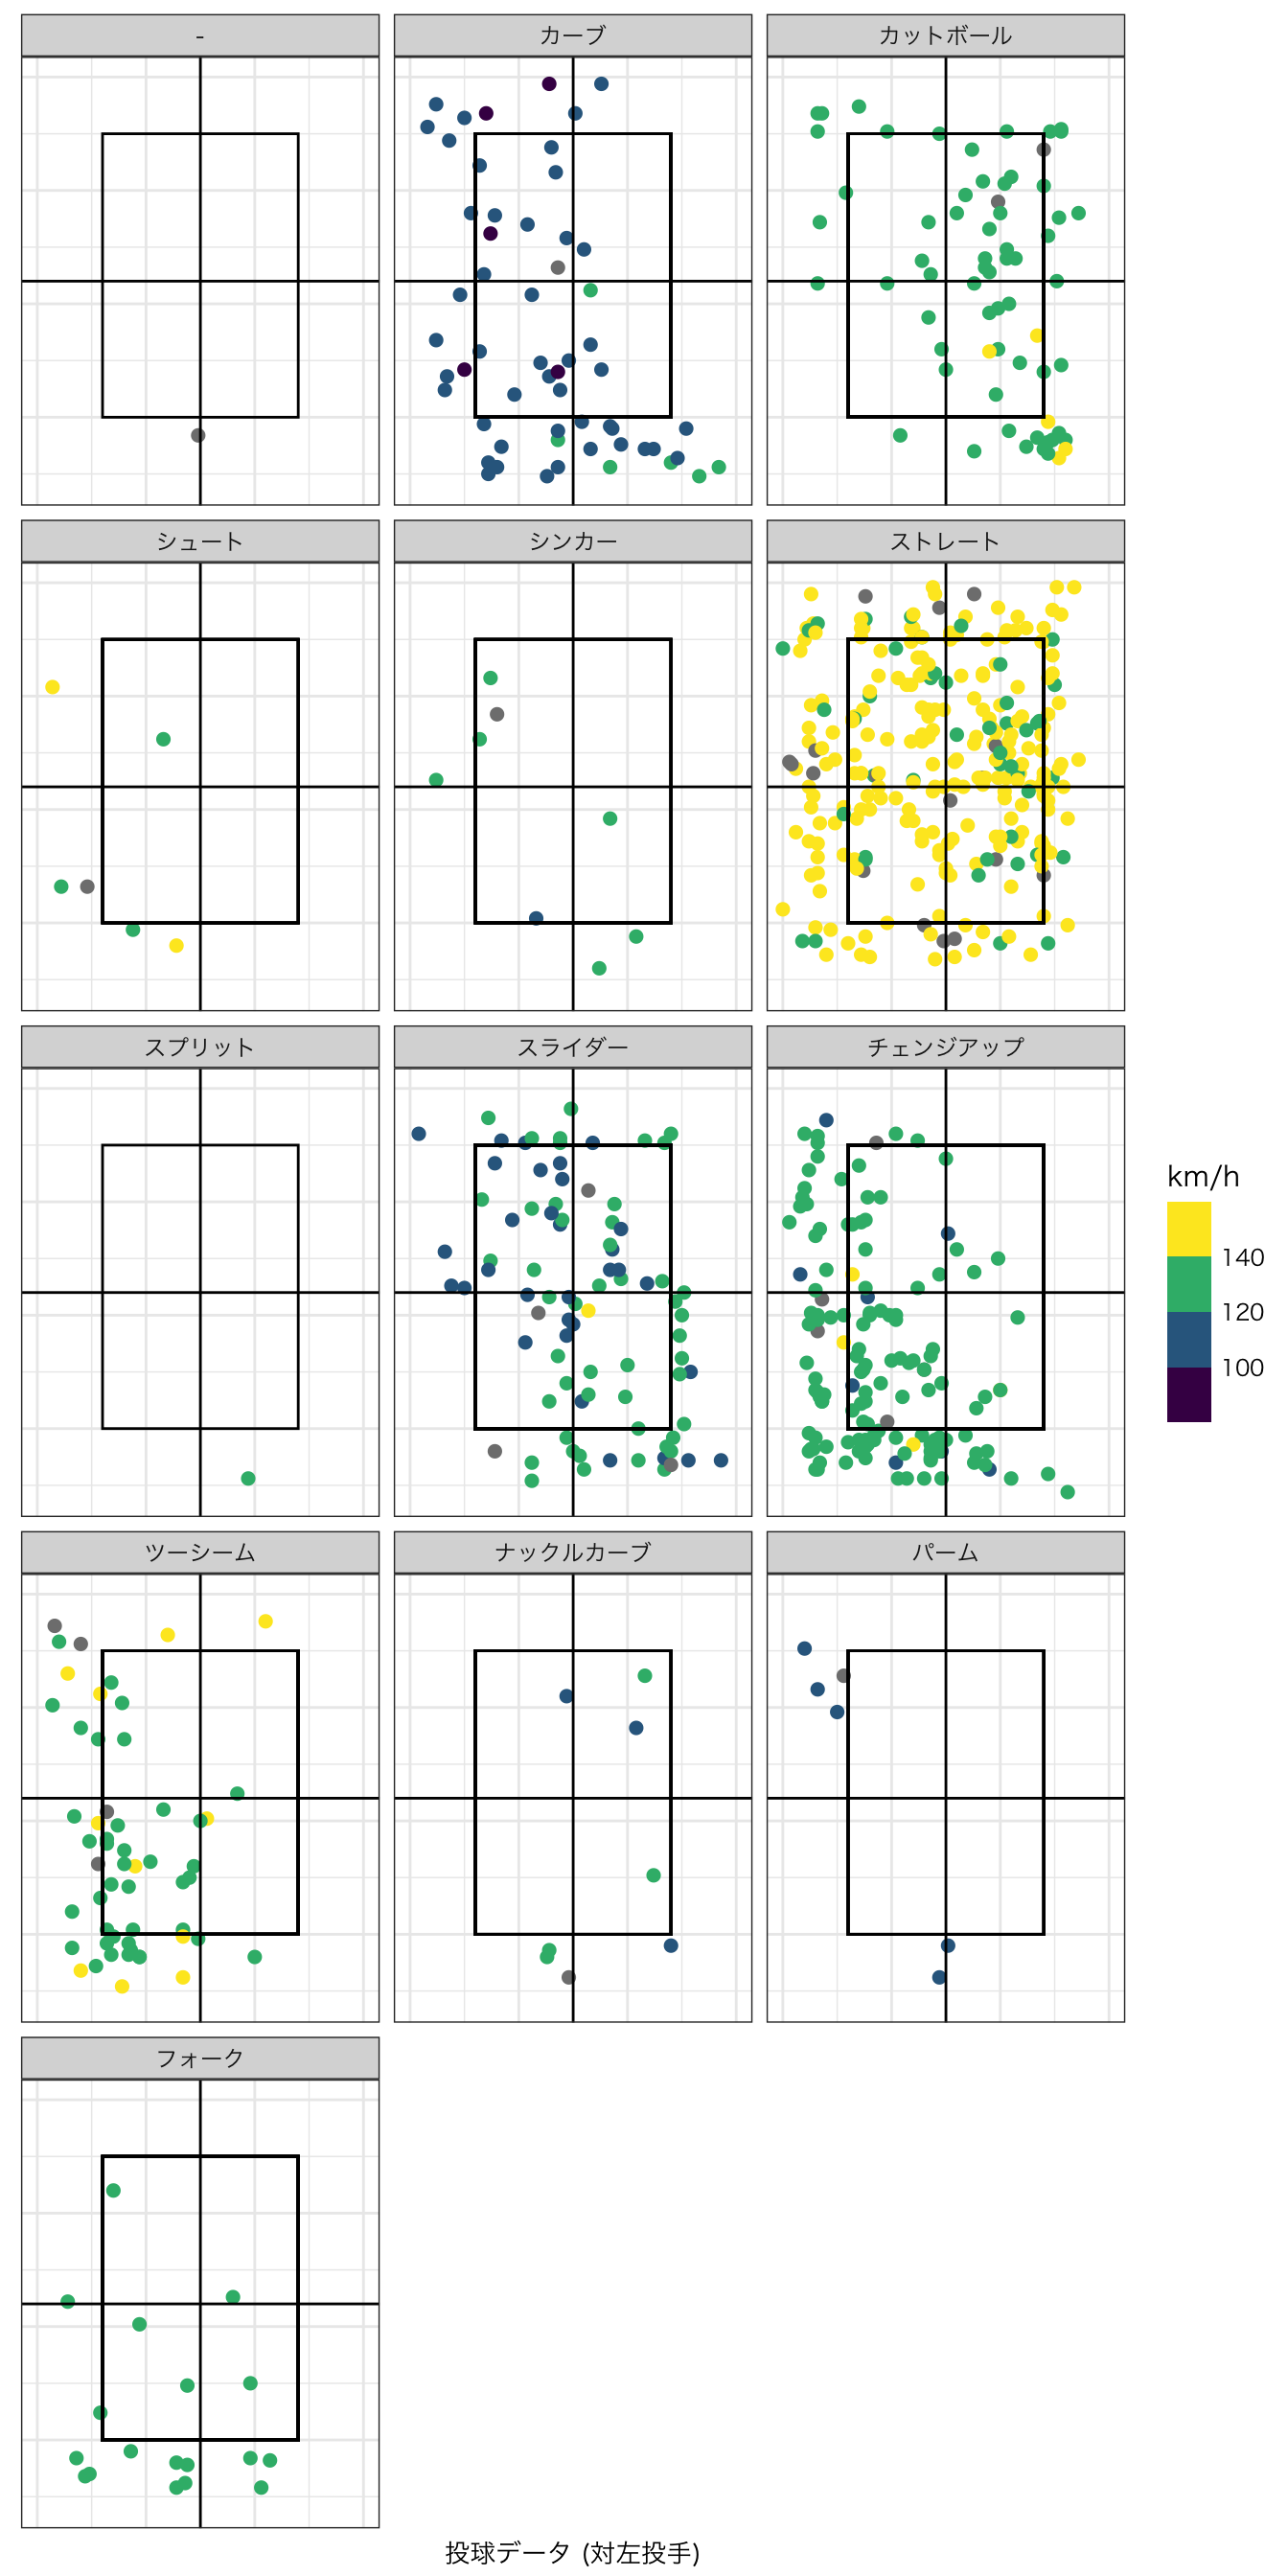 -
カーブ
カットボール
シュート
シンカー
ストレート
スプリット
スライダー
チェンジアップ
km/h
140
120
100
ツーシーム
ナックルカーブ
パーム
フォーク
投球データ (対左投手)